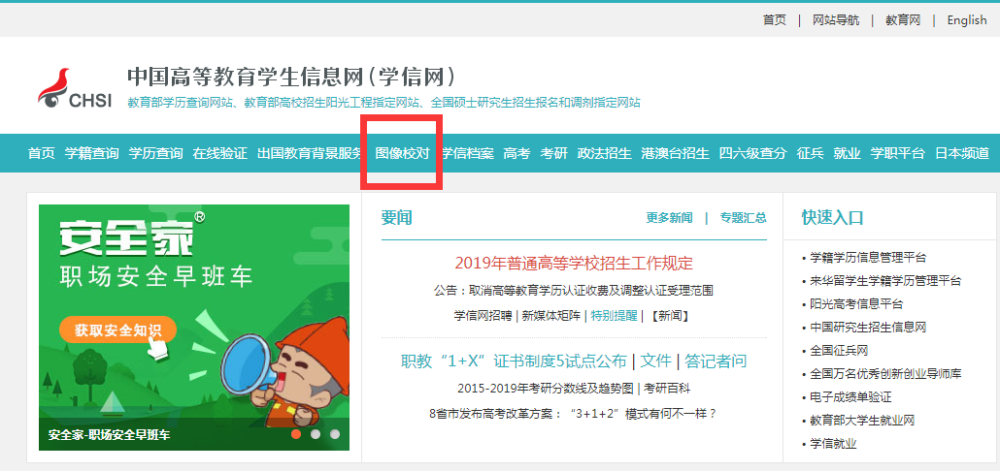 首页 | 网站导航 | 教育网 | English
CHSI
中国高等教育学生信息网(学信网)
教育部学历查询网站、教育部高校招生阳光工程指定网站、全国硕士研究生招生报名和调剂指定网站
首页 学籍查询 学历查询 在线验证 出国教育背景服务 图像校对 学信档案 高考 考研 政法招生 港澳台招生 四六级查分 征兵 就业 学职平台 日本频道
安全家®
职场安全早班车
获取安全知识
安全家-职场安全早班车
要闻 更多新闻 | 专题汇总
2019年普通高等学校招生工作规定
公告：取消高等教育学历认证收费及调整认证受理范围
学信网招聘 | 新媒体矩阵 | 特别提醒 | 【新闻】
职教“1+X”证书制度5试点公布 | 文件 | 答记者问
2015-2019年考研分数线及趋势图 | 考研百科
8省市发布高考改革方案：“3+1+2”模式有何不一样？
快速入口
• 学籍学历信息管理平台
• 来华留学生学籍学历管理平台
• 阳光高考信息平台
• 中国研究生招生信息网
• 全国征兵网
• 全国万名优秀创新创业导师库
• 电子成绩单验证
• 教育部大学生就业网
• 学信就业